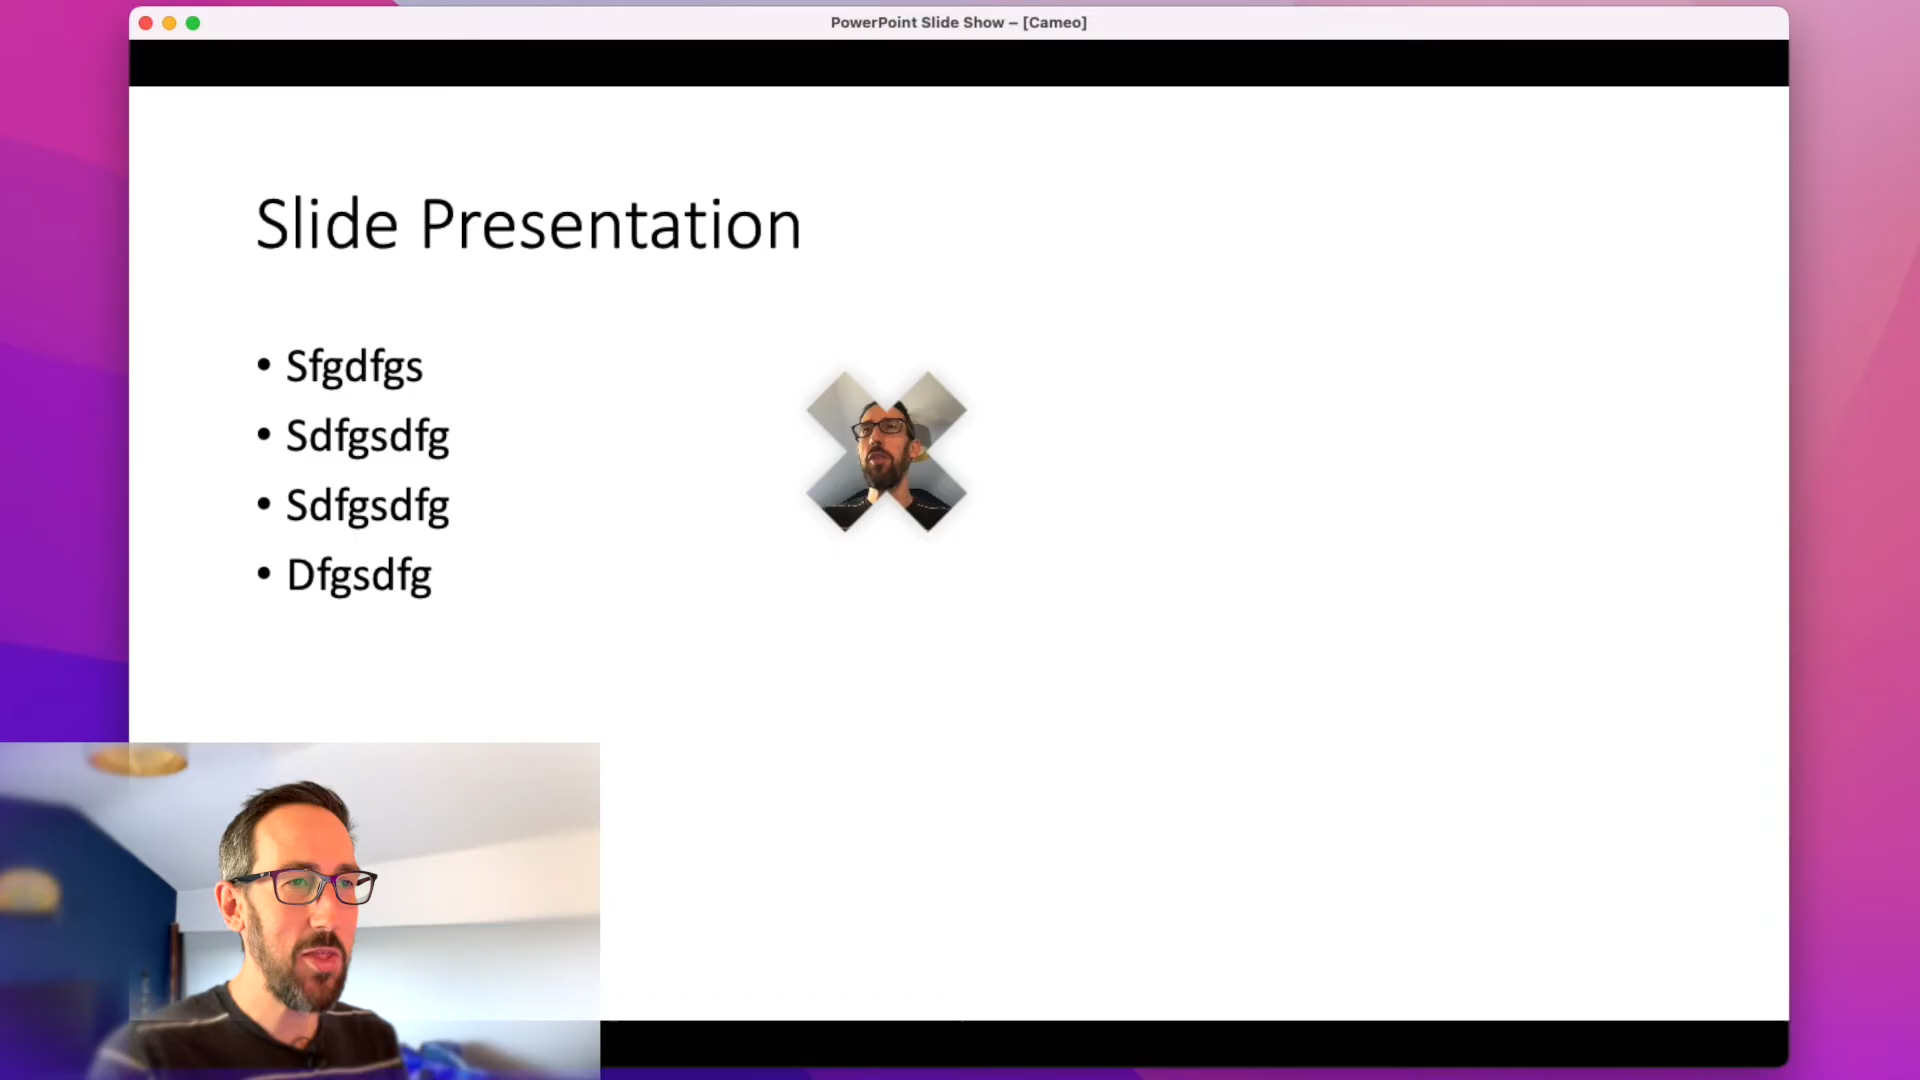 PowerPoint Slide Show – [Cameo]
Slide Presentation
• Sfgdfgs
• Sdfgsdfg
• Sdfgsdfg
• Dfgsdfg